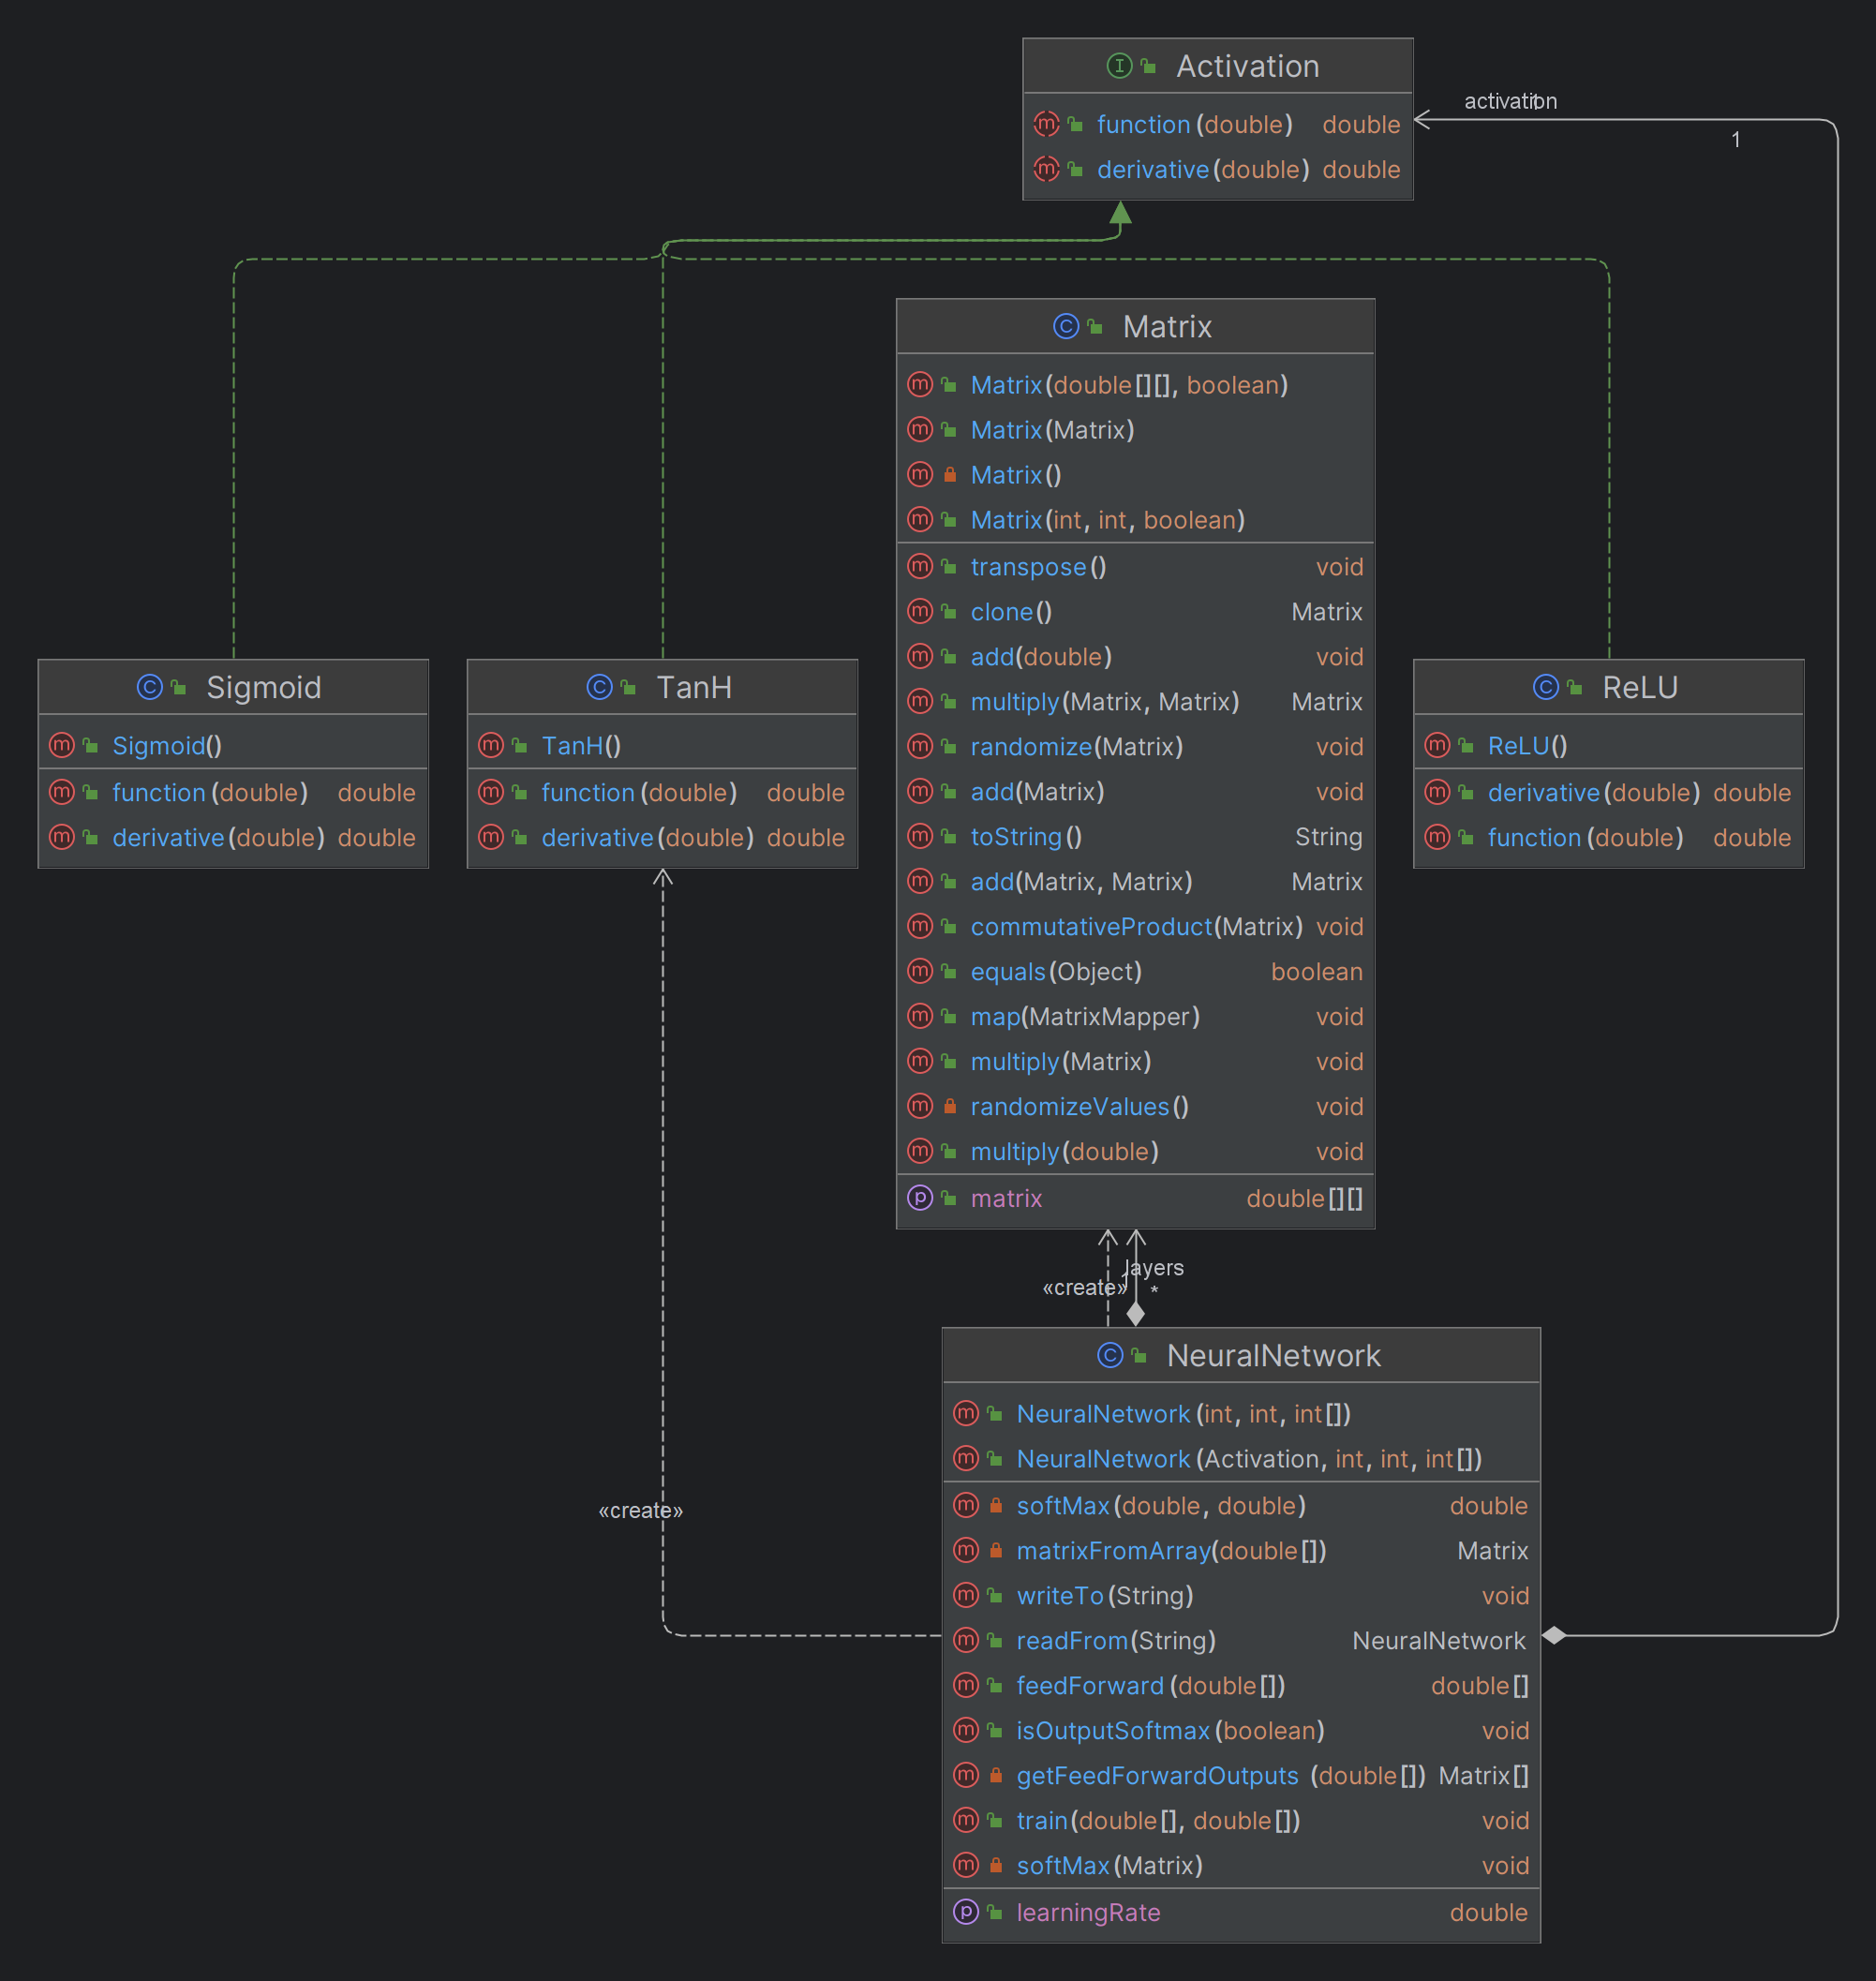 Activation
function(double) double
derivative(double) double
activation
1
1
Matrix
Matrix(double[][], boolean)
Matrix(Matrix)
Matrix()
Matrix(int, int, boolean)
transpose() void
clone() Matrix
add(double) void
multiply(Matrix, Matrix) Matrix
randomize(Matrix) void
add(Matrix) void
toString() String
add(Matrix, Matrix) Matrix
commutativeProduct(Matrix) void
equals(Object) boolean
map(MatrixMapper) void
multiply(Matrix) void
randomizeValues() void
multiply(double) void
matrix double[][]
Sigmoid
Sigmoid()
function(double) double
derivative(double) double
TanH
TanH()
function(double) double
derivative(double) double
ReLU
ReLU()
derivative(double) double
function(double) double
layers
1
«create»
*
NeuralNetwork
NeuralNetwork(int, int, int[])
NeuralNetwork(Activation, int, int, int[])
softMax(double, double) double
matrixFromArray(double[]) Matrix
writeTo(String) void
readFrom(String) NeuralNetwork
feedForward(double[]) double[]
isOutputSoftmax(boolean) void
getFeedForwardOutputs(double[]) Matrix[]
train(double[], double[]) void
softMax(Matrix) void
learningRate double
«create»